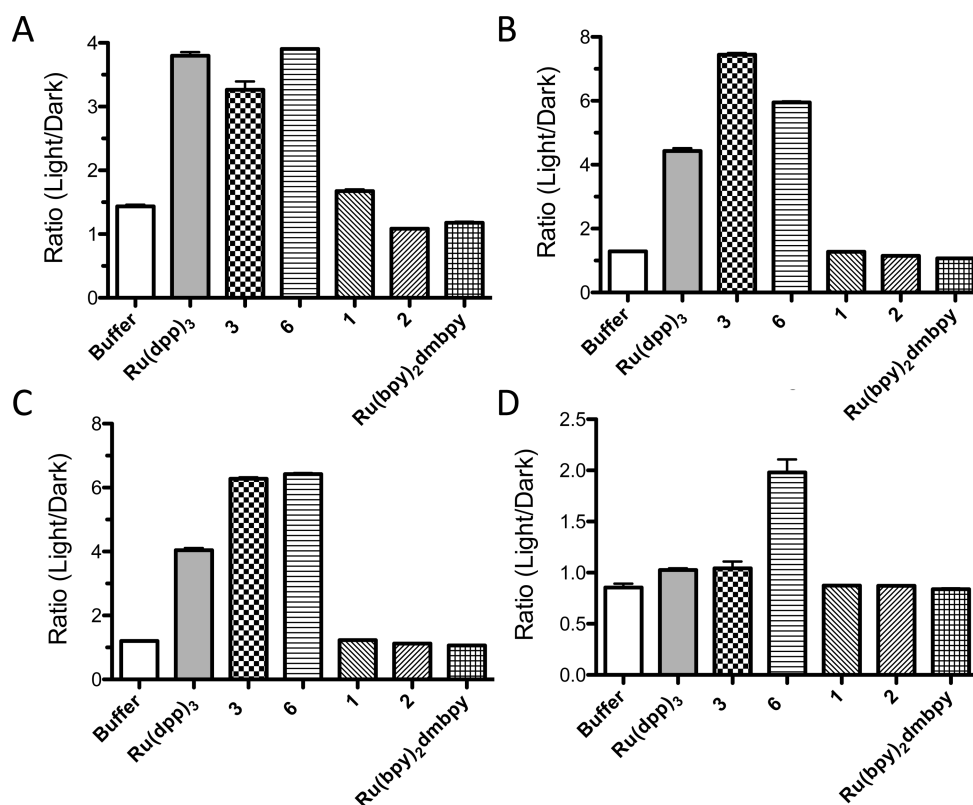 A
Ratio (Light/Dark)
4
3
2
1
0
Buffer
Ru(dpp)₃
3
6
1
2
Ru(bpy)₂dmbpy
B
Ratio (Light/Dark)
8
6
4
2
0
Buffer
Ru(dpp)₃
3
6
1
2
Ru(bpy)₂dmbpy
C
Ratio (Light/Dark)
8
6
4
2
0
Buffer
Ru(dpp)₃
3
6
1
2
Ru(bpy)₂dmbpy
D
Ratio (Light/Dark)
2.5
2.0
1.5
1.0
0.5
0.0
Buffer
Ru(dpp)₃
3
6
1
2
Ru(bpy)₂dmbpy